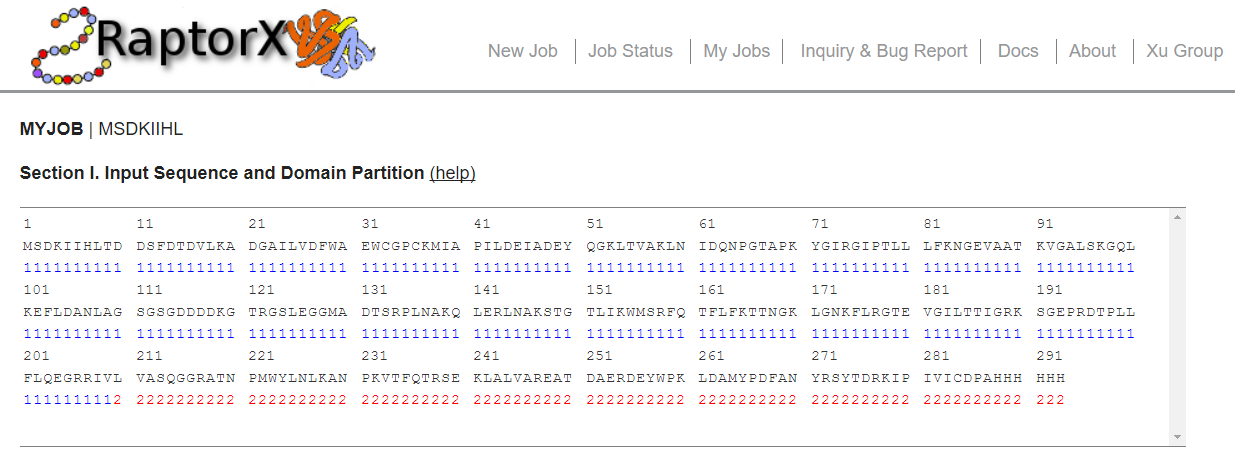 RaptorX
New Job | Job Status | My Jobs | Inquiry & Bug Report | Docs | About | Xu Group
MYJOB | MSDKIIHL
Section I. Input Sequence and Domain Partition (help)
1 11 21 31 41 51 61 71 81 91
MSDKIIHLTD DSFDTDVLKA DGAILVDFWA EWCGPCKMIA PILDEIADEY QGKLTVAKLN IDQNPGTAPK YGIRGIPTLL LFKNGEVAAT KVGALSKGQL
1111111111 1111111111 1111111111 1111111111 1111111111 1111111111 1111111111 1111111111 1111111111 1111111111
101 111 121 131 141 151 161 171 181 191
KEFLDANLAG SGSGDDDDKG TRGSLEGGMA DTSRPLNAKQ LERLNAKSTG TLIKWMSRFQ TFLFKTTNGK LGNKFLRGTE VGILTTIGRK SGEPRDTPLL
1111111111 1111111111 1111111111 1111111111 1111111111 1111111111 1111111111 1111111111 1111111111 1111111111
201 211 221 231 241 251 261 271 281 291
FLQEGRRIVL VASQGGRATN PMWYLNLKAN PKVTFQTRSE KLALVAREAT DAERDEYWPK LDAMYPDFAN YRSYTDRKIP IVICDPAHHH HHH
1111111112 2222222222 2222222222 2222222222 2222222222 2222222222 2222222222 2222222222 2222222222 222